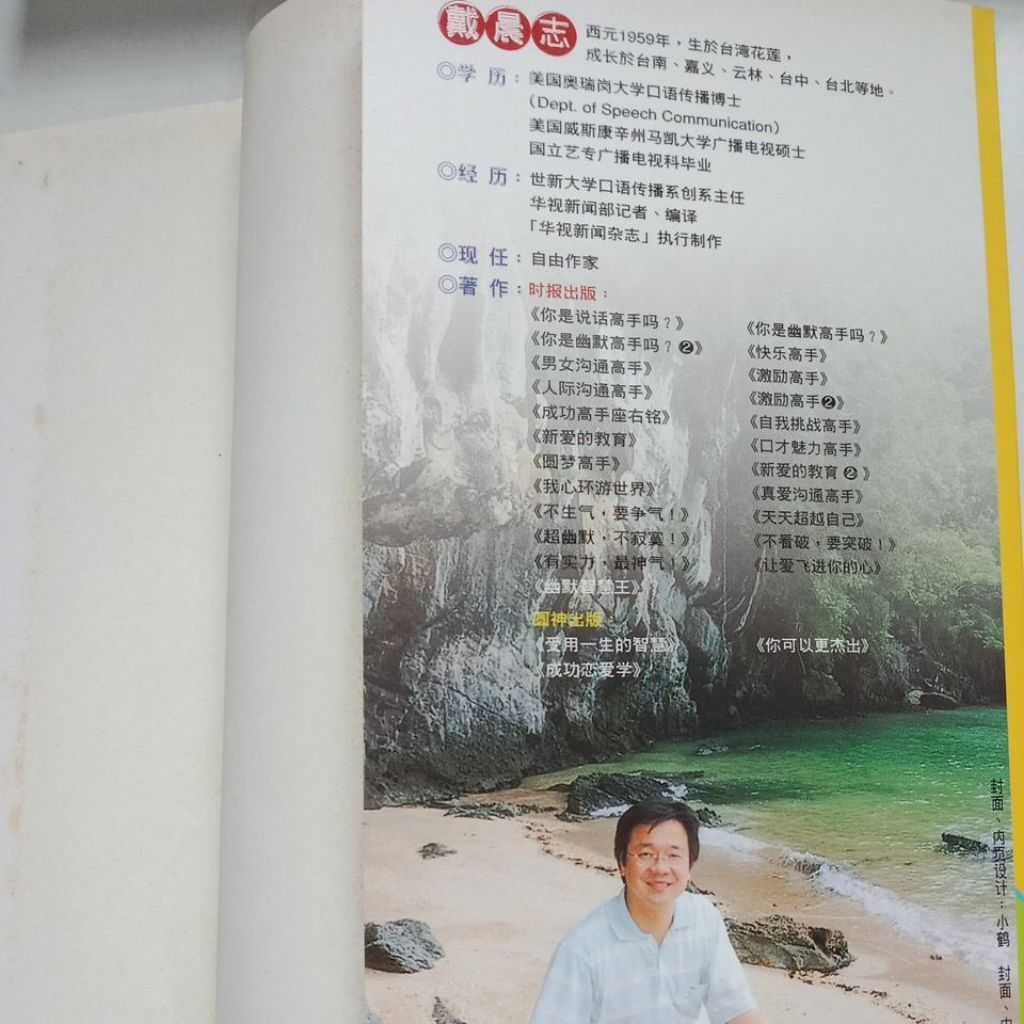 戴晨志
西元1959年，生於台湾花莲，
成长於台南、嘉义、云林、台中、台北等地。
◎学 历：美国奥瑞岗大学口语传播博士
（Dept. of Speech Communication）
美国威斯康辛州马凯大学广播电视硕士
国立艺专广播电视科毕业
◎经 历：世新大学口语传播系创系主任
华视新闻部记者、编译
「华视新闻杂志」执行制作
◎现 任：自由作家
◎著 作：时报出版：
《你是说话高手吗？》 《你是幽默高手吗？》
《你是幽默高手吗？❷》 《快乐高手》
《男女沟通高手》 《激励高手》
《人际沟通高手》 《激励高手❷》
《成功高手座右铭》 《自我挑战高手》
《新爱的教育》 《口才魅力高手》
《圆梦高手》 《新爱的教育❷》
《我心环游世界》 《真爱沟通高手》
《不生气，要争气！》 《天天超越自己》
《超幽默，不寂寞！》 《不看破，要突破！》
《有实力，最神气！》 《让爱飞进你的心》
《幽默智慧王》
圆神出版：
《受用一生的智慧》 《你可以更杰出》
《成功恋爱学》
封面、内页设计：小鹤 封面、